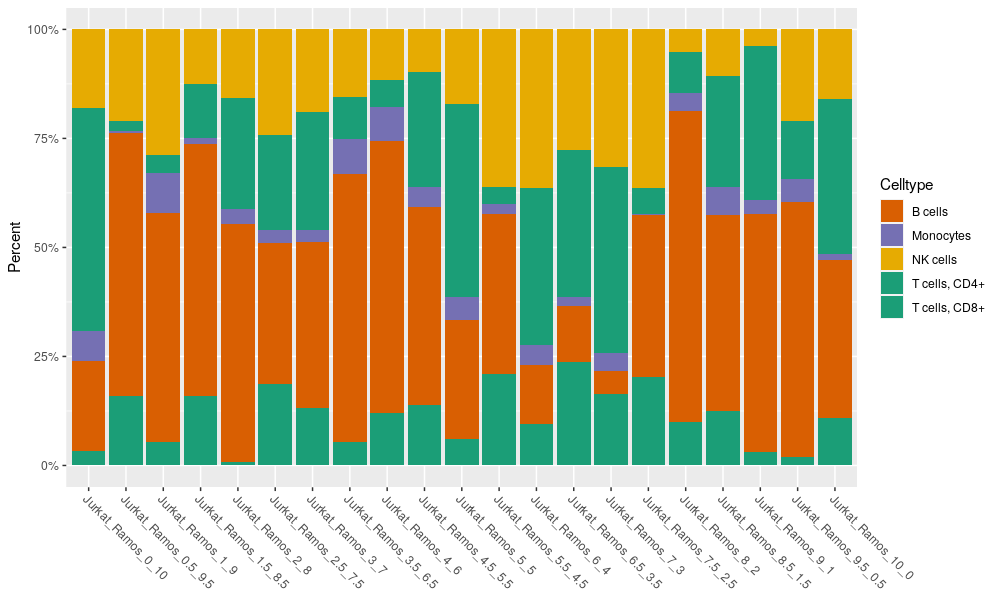 100%
75%
50%
25%
0%
Percent
Jurkat_Ramos_0_10
Jurkat_Ramos_0.5_9.5
Jurkat_Ramos_1_9
Jurkat_Ramos_1.5_8.5
Jurkat_Ramos_2_8
Jurkat_Ramos_2.5_7.5
Jurkat_Ramos_3_7
Jurkat_Ramos_3.5_6.5
Jurkat_Ramos_4_6
Jurkat_Ramos_4.5_5.5
Jurkat_Ramos_5_5
Jurkat_Ramos_5.5_4.5
Jurkat_Ramos_6_4
Jurkat_Ramos_6.5_3.5
Jurkat_Ramos_7_3
Jurkat_Ramos_7.5_2.5
Jurkat_Ramos_8_2
Jurkat_Ramos_8.5_1.5
Jurkat_Ramos_9_1
Jurkat_Ramos_9.5_0.5
Jurkat_Ramos_10_0
Celltype
B cells
Monocytes
NK cells
T cells, CD4+
T cells, CD8+